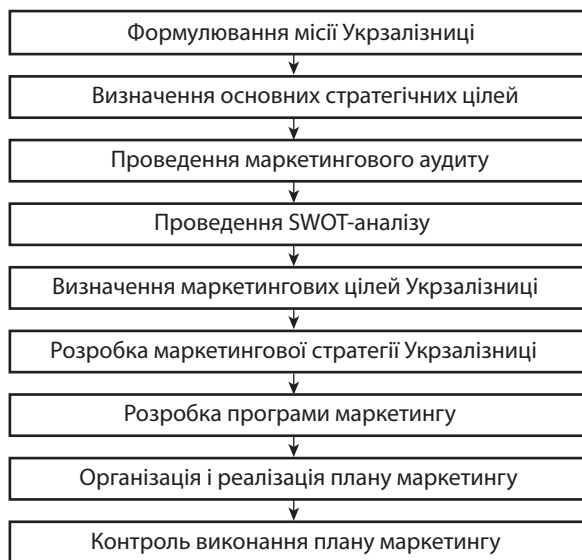 Формулювання місії Укрзалізниці
Визначення основних стратегічних цілей
Проведення маркетингового аудиту
Проведення SWOT-аналізу
Визначення маркетингових цілей Укрзалізниці
Розробка маркетингової стратегії Укрзалізниці
Розробка програми маркетингу
Організація і реалізація плану маркетингу
Контроль виконання плану маркетингу